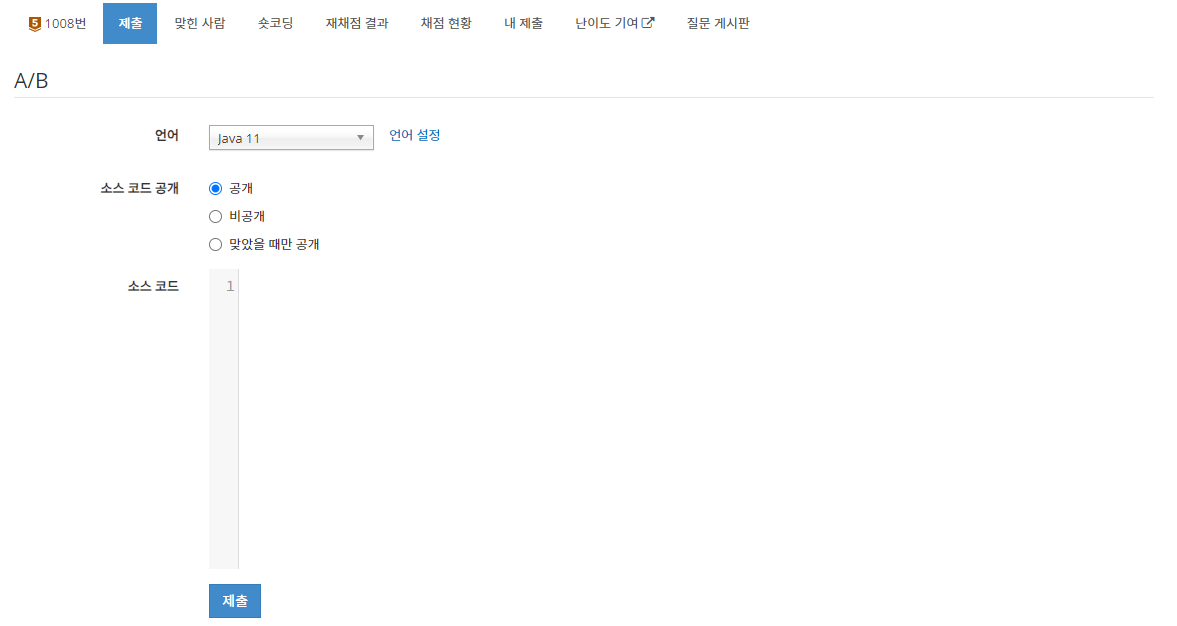 5 1008번 제출 맞힌 사람 숏코딩 재채점 결과 채점 현황 내 제출 난이도 기여 질문 게시판
A/B
언어 Java 11 언어 설정
소스 코드 공개 공개
비공개
맞았을 때만 공개
소스 코드 1
제출